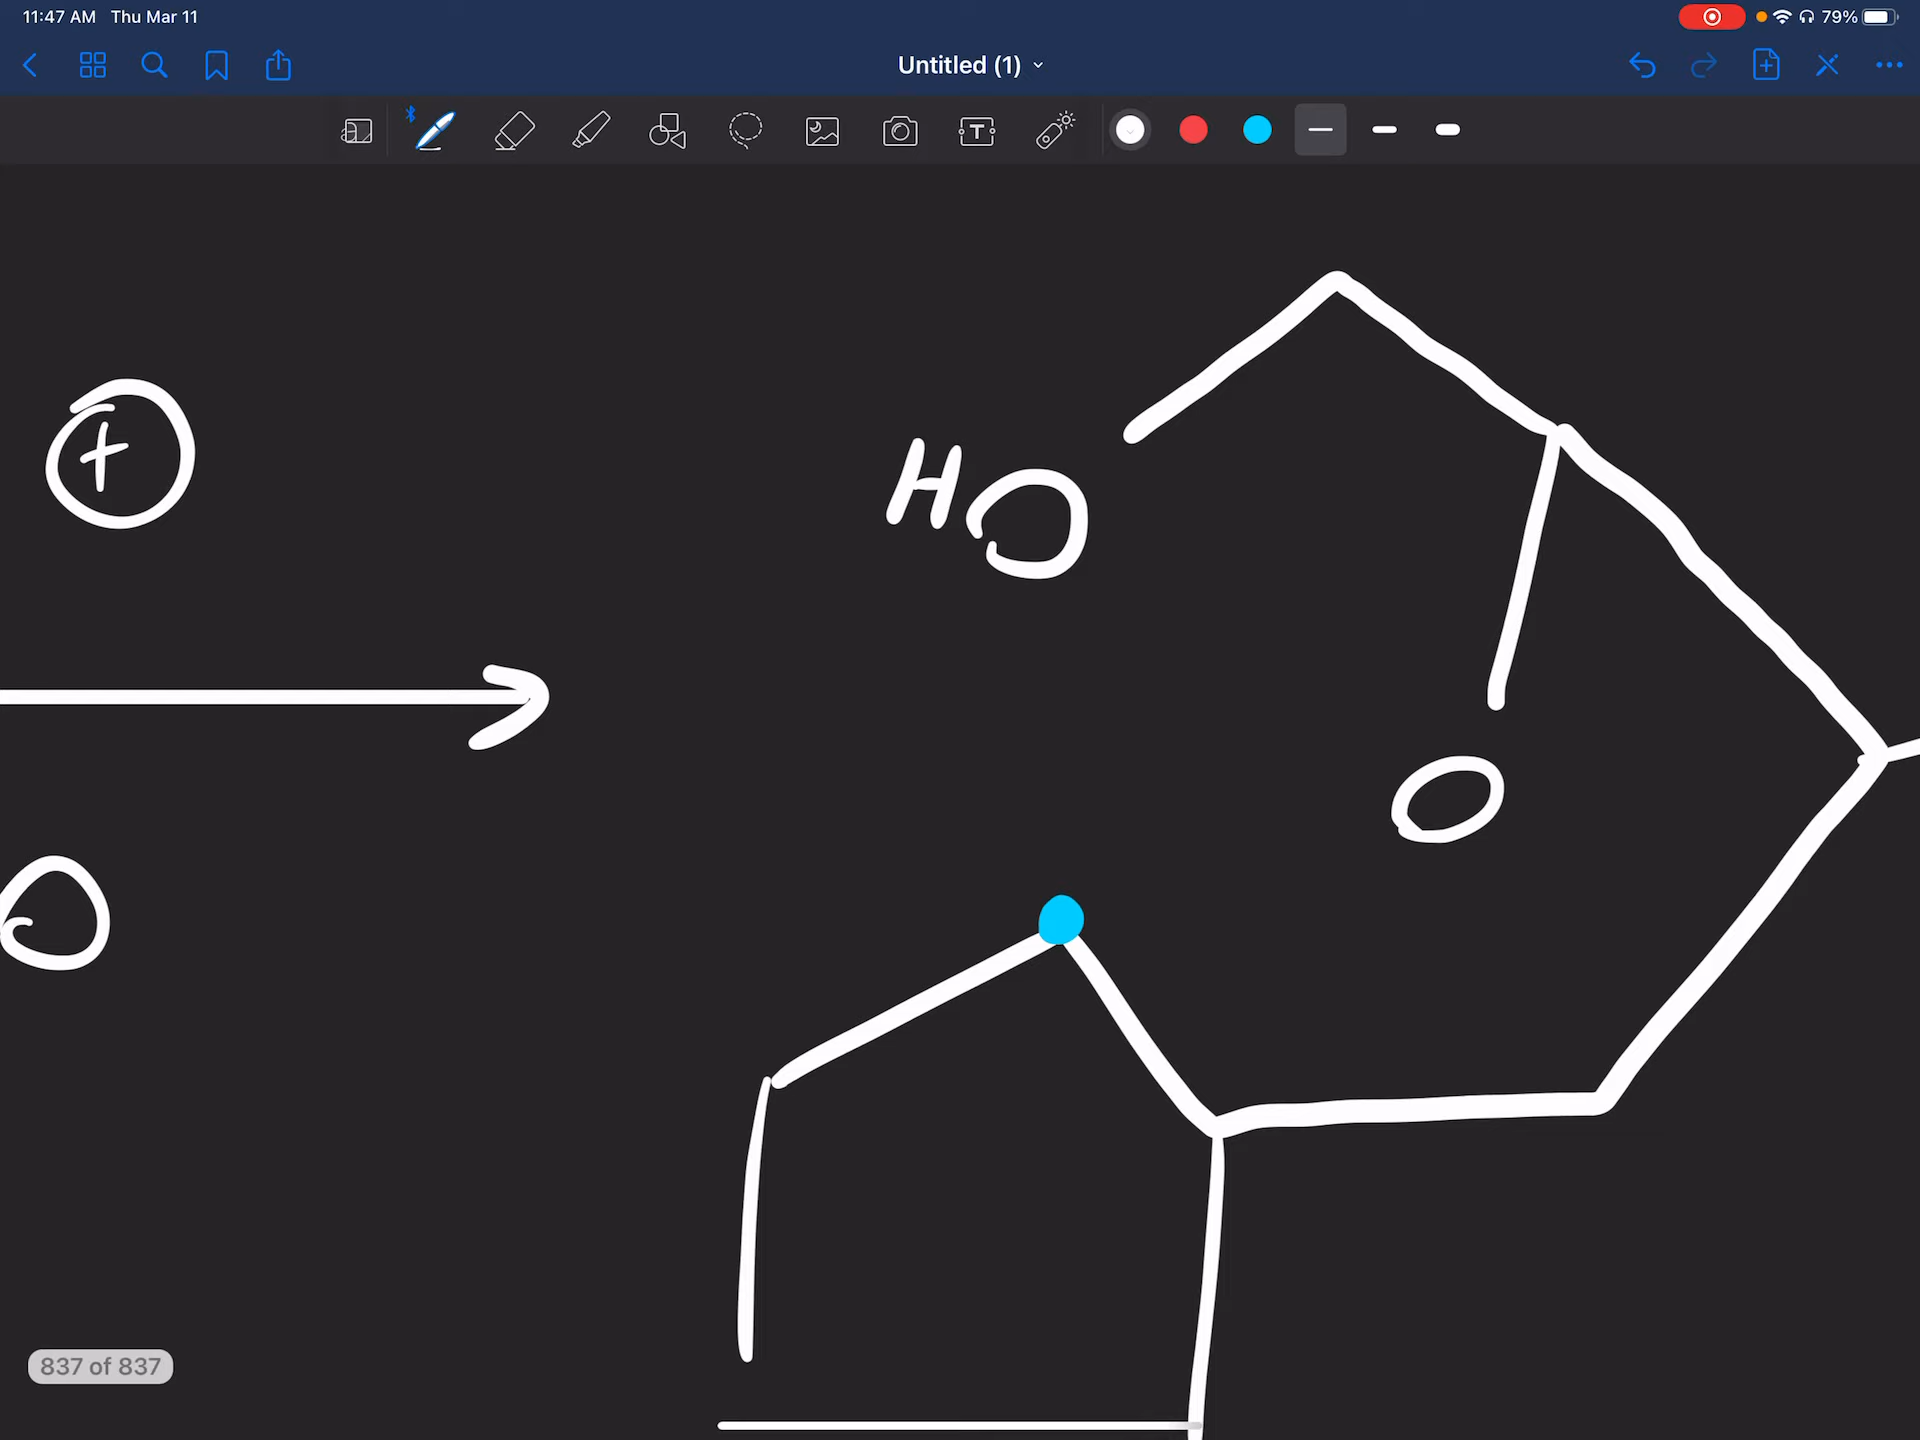 11:47 AM Thu Mar 11
79%
Untitled (1)
T
+
HO
O
O
837 of 837